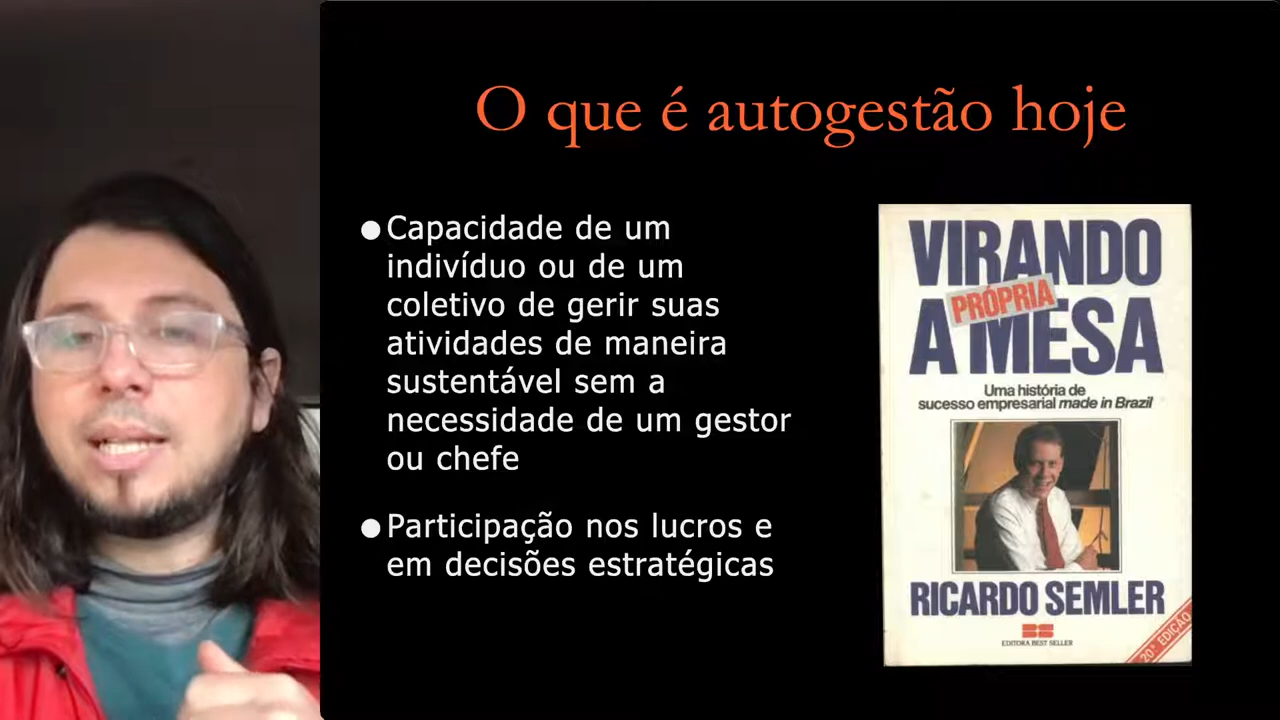 O que é autogestão hoje
●Capacidade de um
indivíduo ou de um
coletivo de gerir suas
atividades de maneira
sustentável sem a
necessidade de um gestor
ou chefe
●Participação nos lucros e
em decisões estratégicas
VIRANDO
PRÓPRIA
A MESA
Uma história de
sucesso empresarial made in Brazil
RICARDO SEMLER
EDITORA BEST SELLER
20ª EDIÇÃO